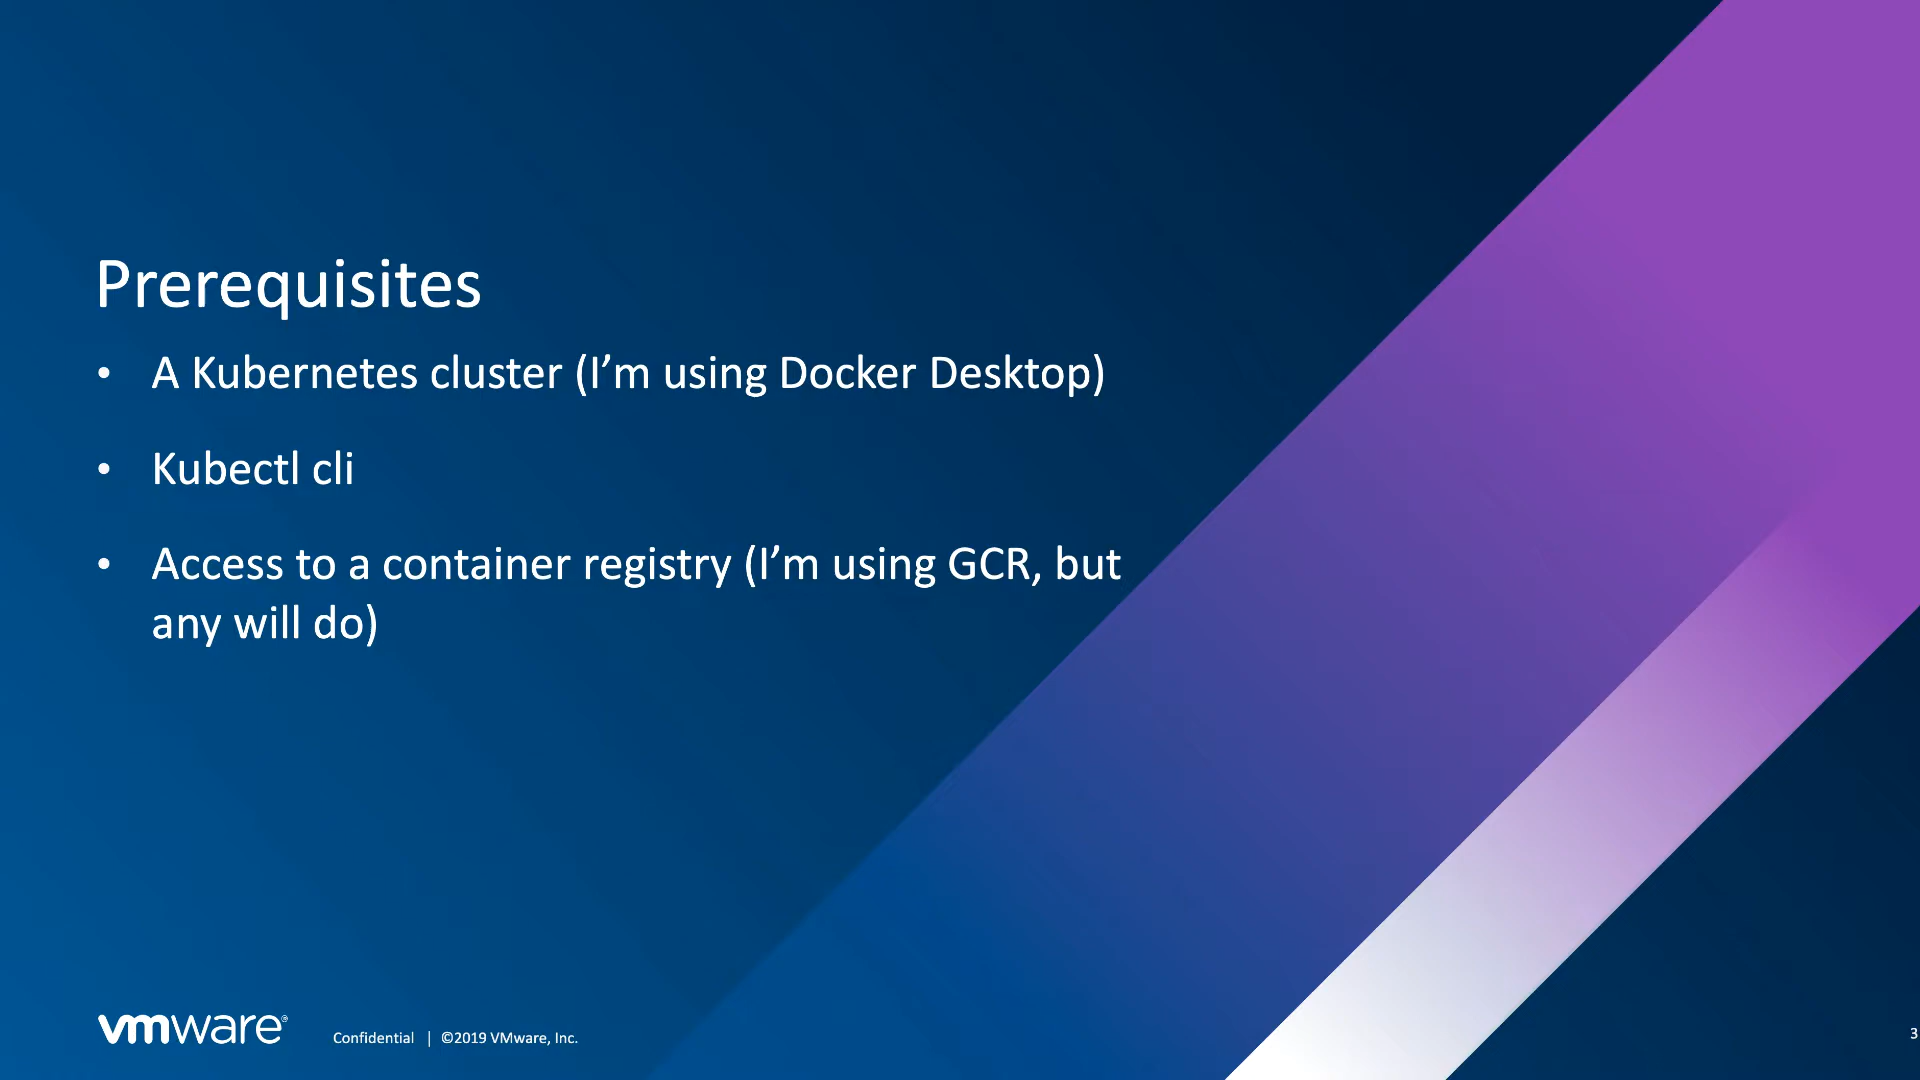 Prerequisites
• A Kubernetes cluster (I’m using Docker Desktop)
• Kubectl cli
• Access to a container registry (I’m using GCR, but
any will do)
vmware®
Confidential | ©2019 VMware, Inc.
3